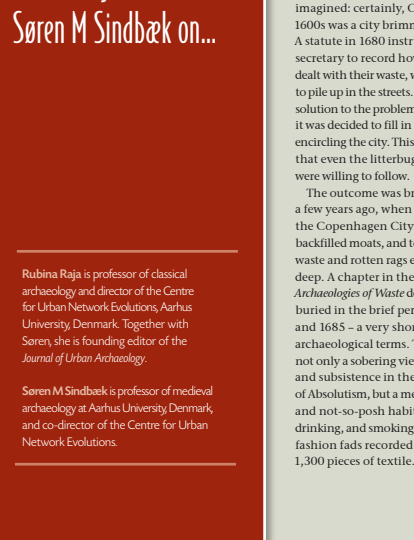 Søren M Sindbæk on...
Rubina Raja is professor of classical
archaeology and director of the Centre
for Urban Network Evolutions, Aarhus
University, Denmark. Together with
Søren, she is founding editor of the
Journal of Urban Archaeology.
Søren M Sindbæk is professor of medieval
archaeology at Aarhus University, Denmark,
and co-director of the Centre for Urban
Network Evolutions.
imagined: certainly, C
1600s was a city brimm
A statute in 1680 instr
secretary to record how
dealt with their waste, w
to pile up in the streets.
solution to the problem
it was decided to fill in
encircling the city. This
that even the litterbug
were willing to follow.
The outcome was br
a few years ago, when
the Copenhagen City
backfilled moats, and t
waste and rotten rags e
deep. A chapter in the
Archaeologies of Waste d
buried in the brief per
and 1685 – a very shor
archaeological terms. T
not only a sobering vie
and subsistence in the
of Absolutism, but a me
and not-so-posh habit
drinking, and smoking
fashion fads recorded
1,300 pieces of textile.